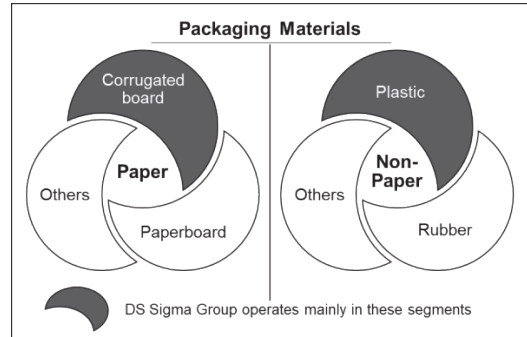 Packaging Materials
Corrugated
board
Paper
Others
Paperboard
Plastic
Non-
Paper
Others
Rubber
DS Sigma Group operates mainly in these segments